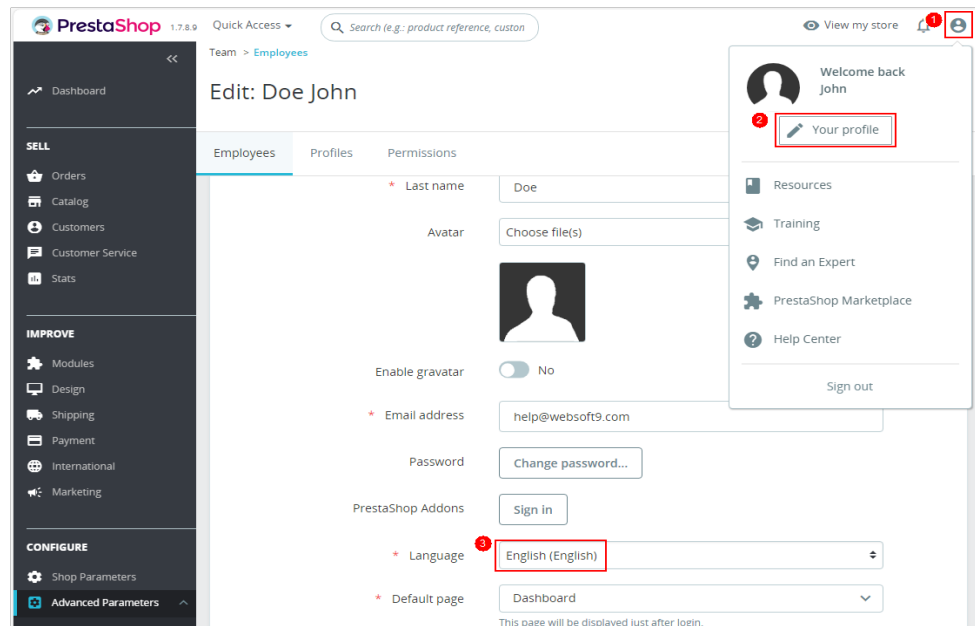 PrestaShop 1.7.8.9 Quick Access Search (e.g.: product reference, custon View my store 1
Team > Employees
Edit: Doe John
Dashboard
SELL
Orders
Catalog
Customers
Customer Service
Stats
IMPROVE
Modules
Design
Shipping
Payment
International
Marketing
CONFIGURE
Shop Parameters
Advanced Parameters
Employees Profiles Permissions
* Last name Doe
Avatar Choose file(s)
Enable gravatar No
* Email address help@websoft9.com
Password Change password...
PrestaShop Addons Sign in
* Language 3 English (English)
* Default page Dashboard
This page will be displayed just after login.
Welcome back
John
2 Your profile
Resources
Training
Find an Expert
PrestaShop Marketplace
Help Center
Sign out